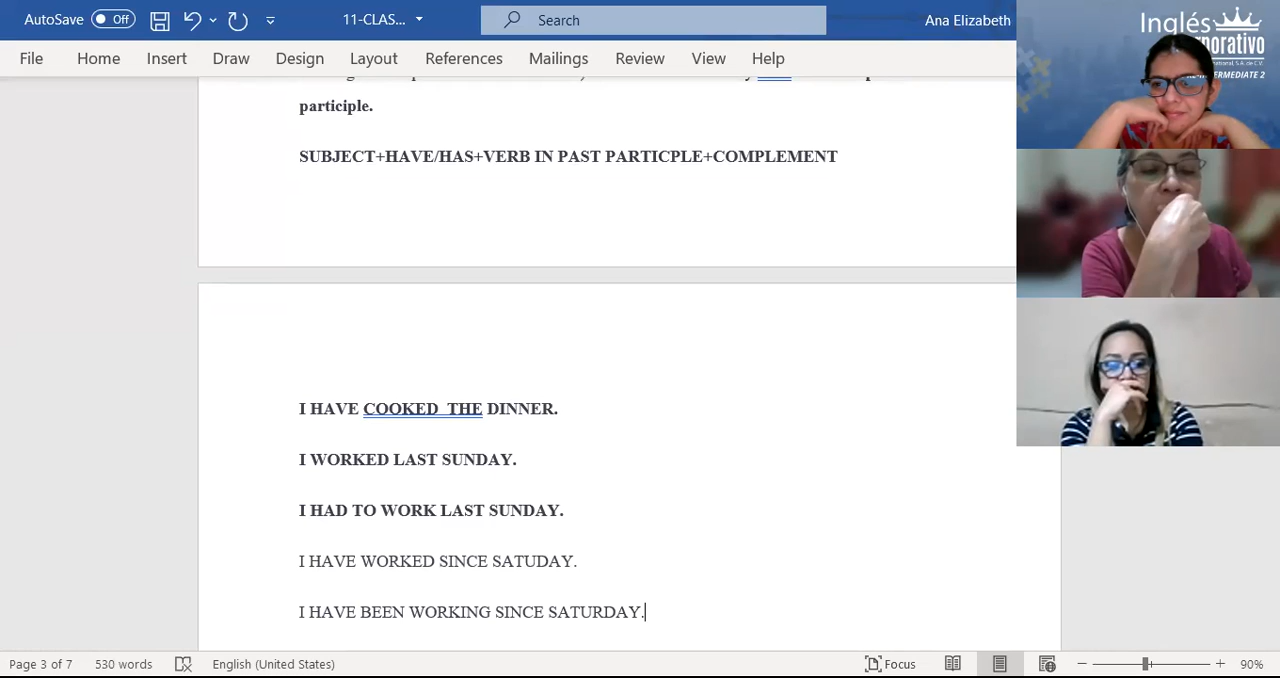 AutoSave Off 11-CLAS... Search Ana Elizabeth
Inglés
porativo
File Home Insert Draw Design Layout References Mailings Review View Help
participle.
SUBJECT+HAVE/HAS+VERB IN PAST PARTICPLE+COMPLEMENT
I HAVE COOKED THE DINNER.
I WORKED LAST SUNDAY.
I HAD TO WORK LAST SUNDAY.
I HAVE WORKED SINCE SATUDAY.
I HAVE BEEN WORKING SINCE SATURDAY.
Page 3 of 7 530 words English (United States) Focus 90%